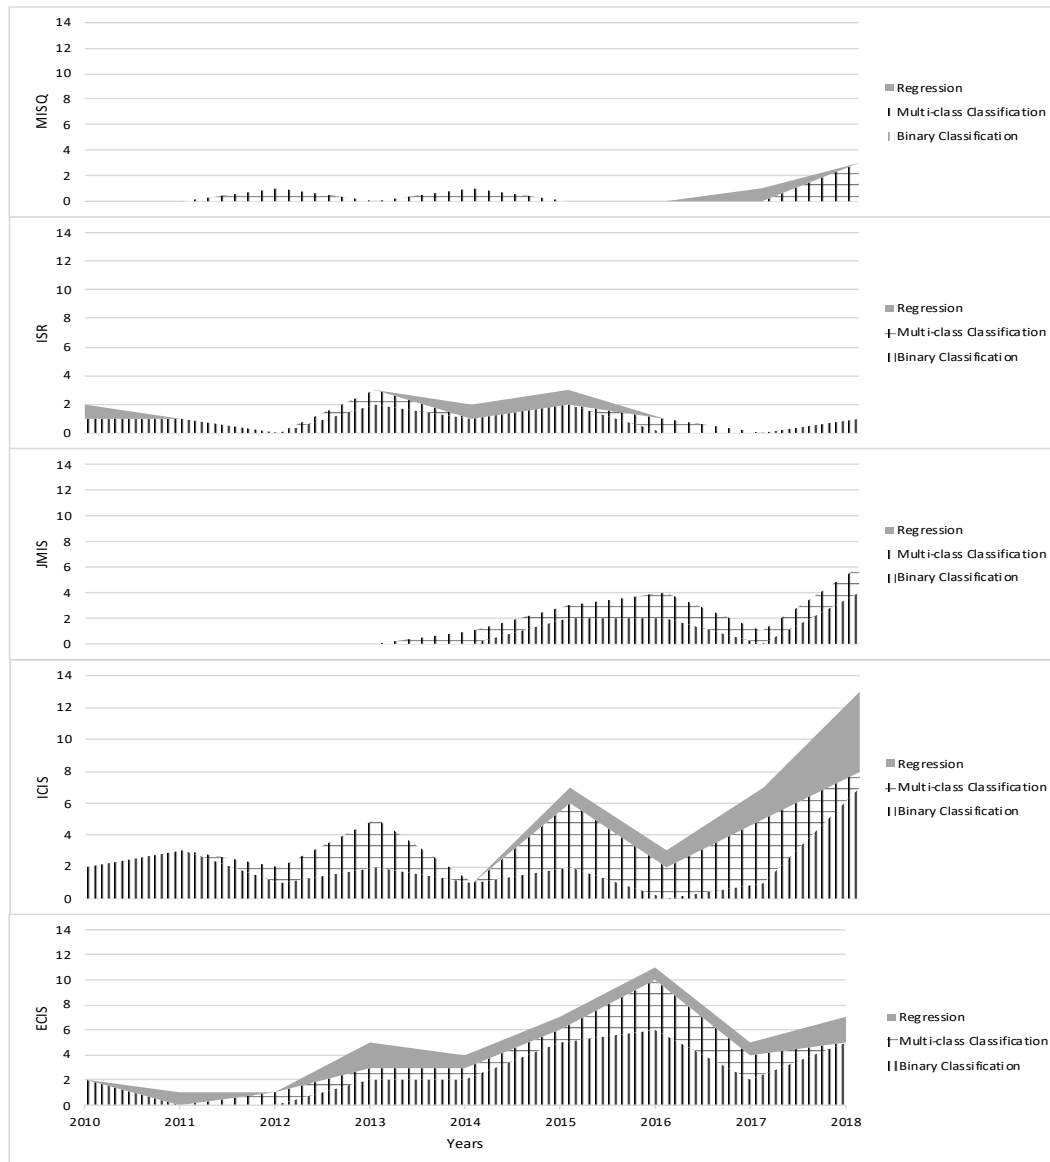 14
12
10
8
6
4
2
0
MISQ
Regression
Multi-class Classification
Binary Classification
14
12
10
8
6
4
2
0
ISR
Regression
Multi-class Classification
Binary Classification
14
12
10
8
6
4
2
0
JMIS
Regression
Multi-class Classification
Binary Classification
14
12
10
8
6
4
2
0
ICIS
Regression
Multi-class Classification
Binary Classification
14
12
10
8
6
4
2
0
ECIS
Regression
Multi-class Classification
Binary Classification
2010 2011 2012 2013 2014 2015 2016 2017 2018
Years